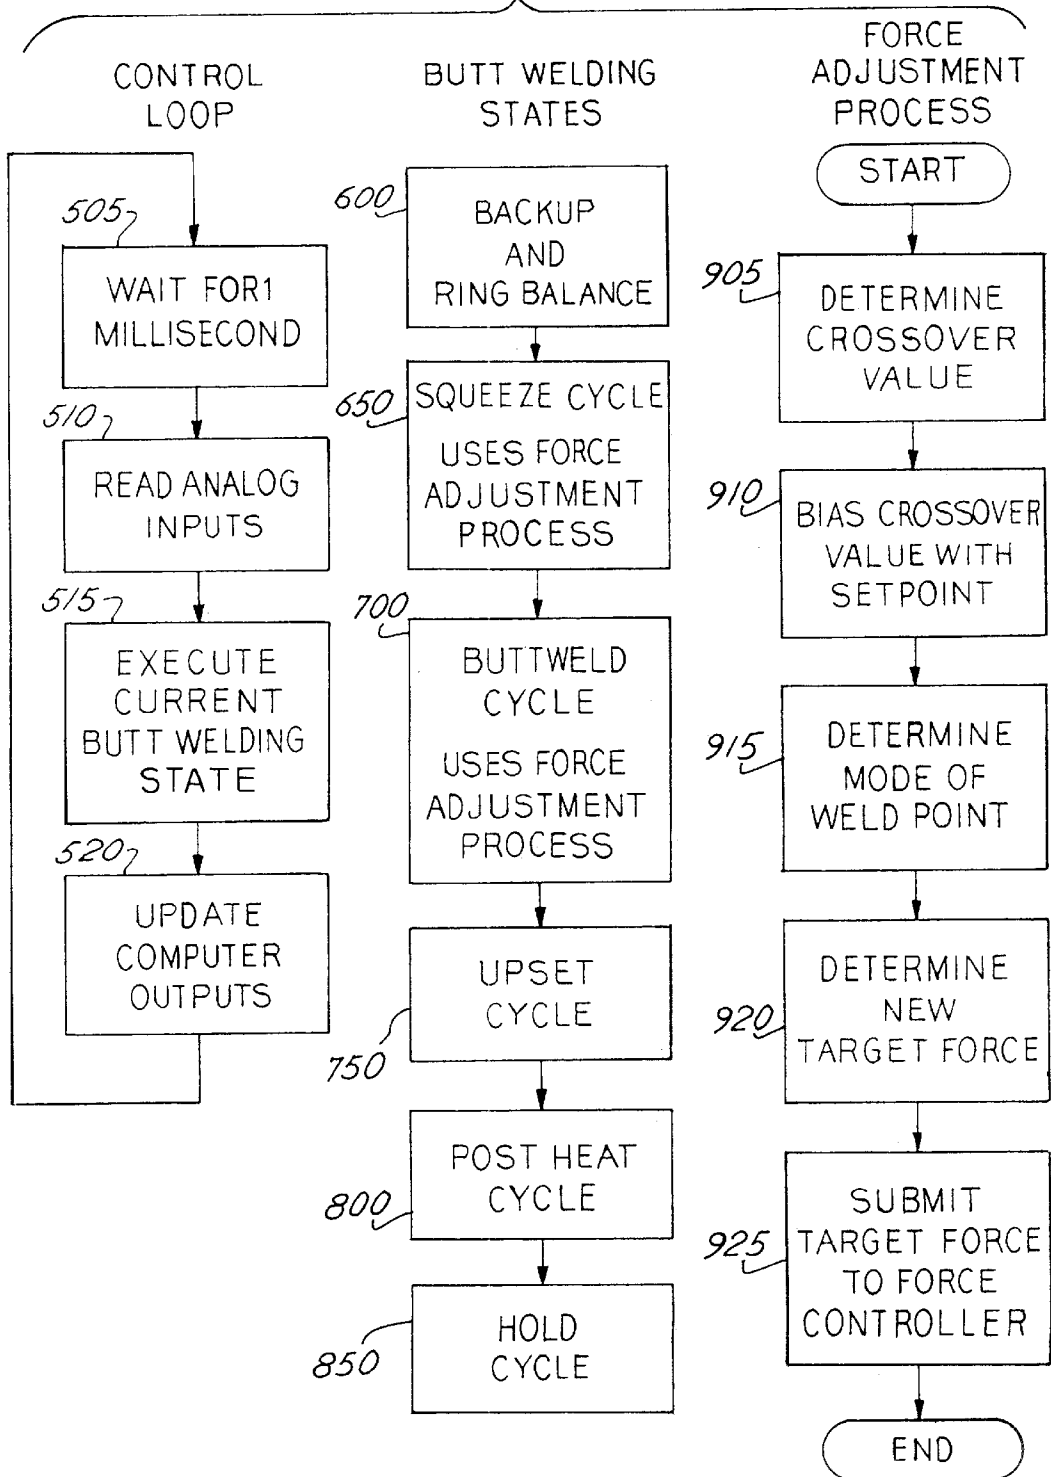 CONTROL
LOOP
505
WAIT FOR1
MILLISECOND
510
READ ANALOG
INPUTS
515
EXECUTE
CURRENT
BUTT WELDING
STATE
520
UPDATE
COMPUTER
OUTPUTS
BUTT WELDING
STATES
600
BACKUP
AND
RING BALANCE
650
SQUEEZE CYCLE
USES FORCE
ADJUSTMENT
PROCESS
700
BUTTWELD
CYCLE
USES FORCE
ADJUSTMENT
PROCESS
750
UPSET
CYCLE
800
POST HEAT
CYCLE
850
HOLD
CYCLE
FORCE
ADJUSTMENT
PROCESS
START
905
DETERMINE
CROSSOVER
VALUE
910
BIAS CROSSOVER
VALUE WITH
SETPOINT
915
DETERMINE
MODE OF
WELD POINT
920
DETERMINE
NEW
TARGET FORCE
925
SUBMIT
TARGET FORCE
TO FORCE
CONTROLLER
END